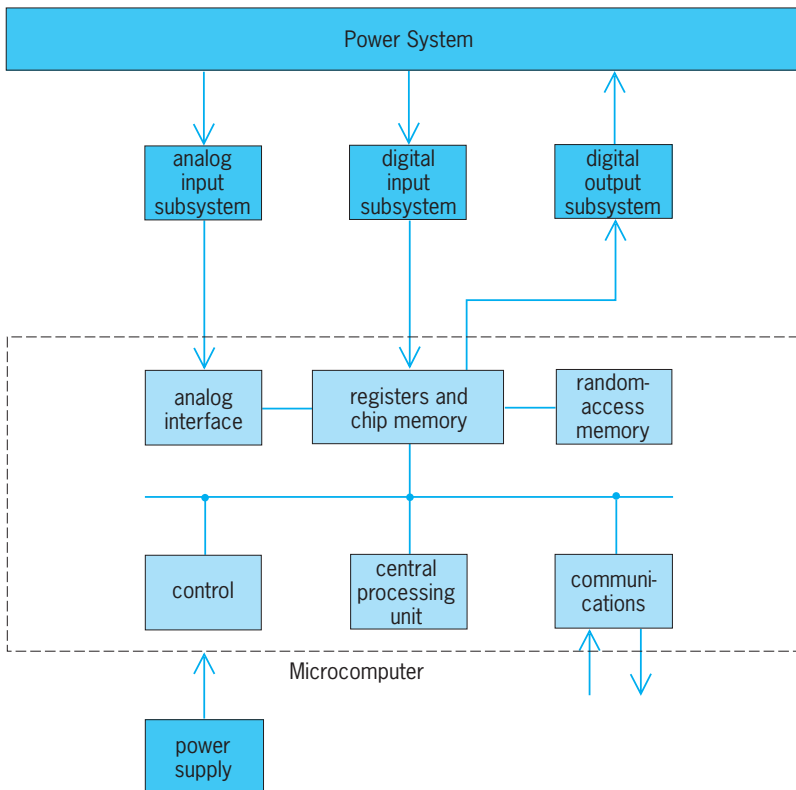 Power System
analog
input
subsystem
digital
input
subsystem
digital
output
subsystem
analog
interface
registers and
chip memory
random-
access
memory
control
central
processing
unit
communi-
cations
Microcomputer
power
supply